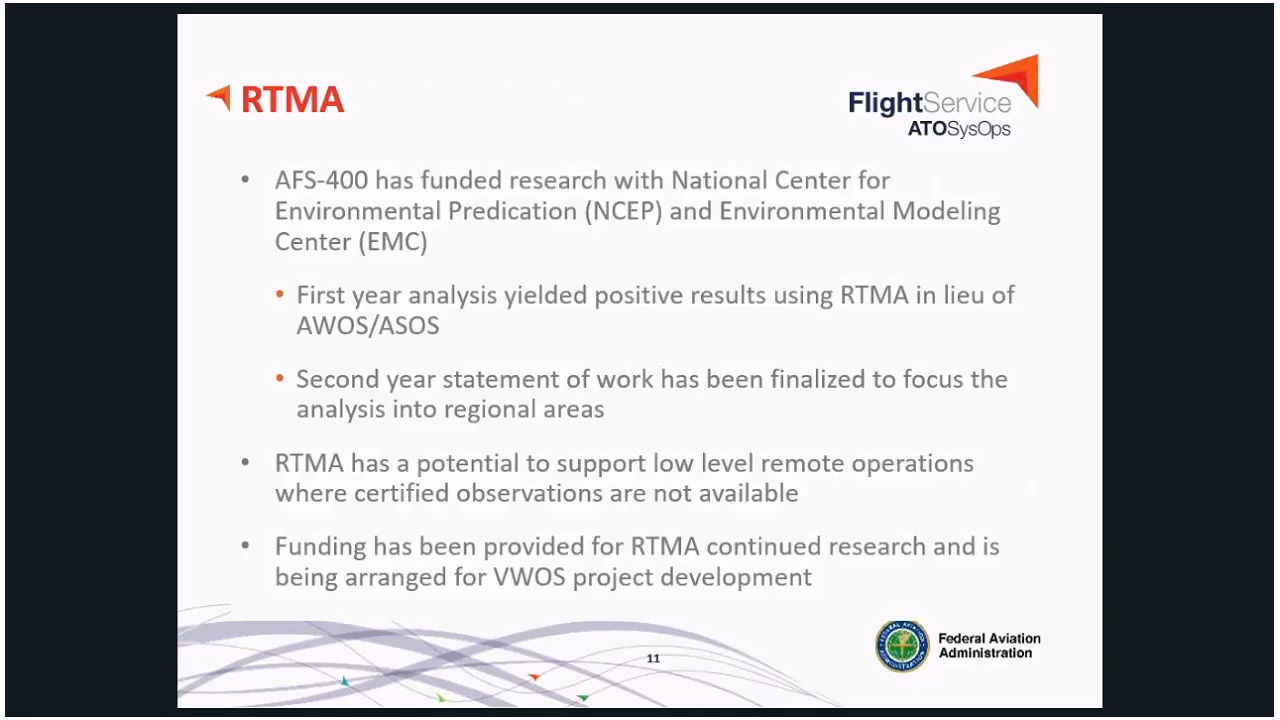 RTMA
FlightService
ATOSysOps
• AFS-400 has funded research with National Center for
Environmental Predication (NCEP) and Environmental Modeling
Center (EMC)
• First year analysis yielded positive results using RTMA in lieu of
AWOS/ASOS
• Second year statement of work has been finalized to focus the
analysis into regional areas
• RTMA has a potential to support low level remote operations
where certified observations are not available
• Funding has been provided for RTMA continued research and is
being arranged for VWOS project development
11
FEDERAL AVIATION
ADMINISTRATION
Federal Aviation
Administration